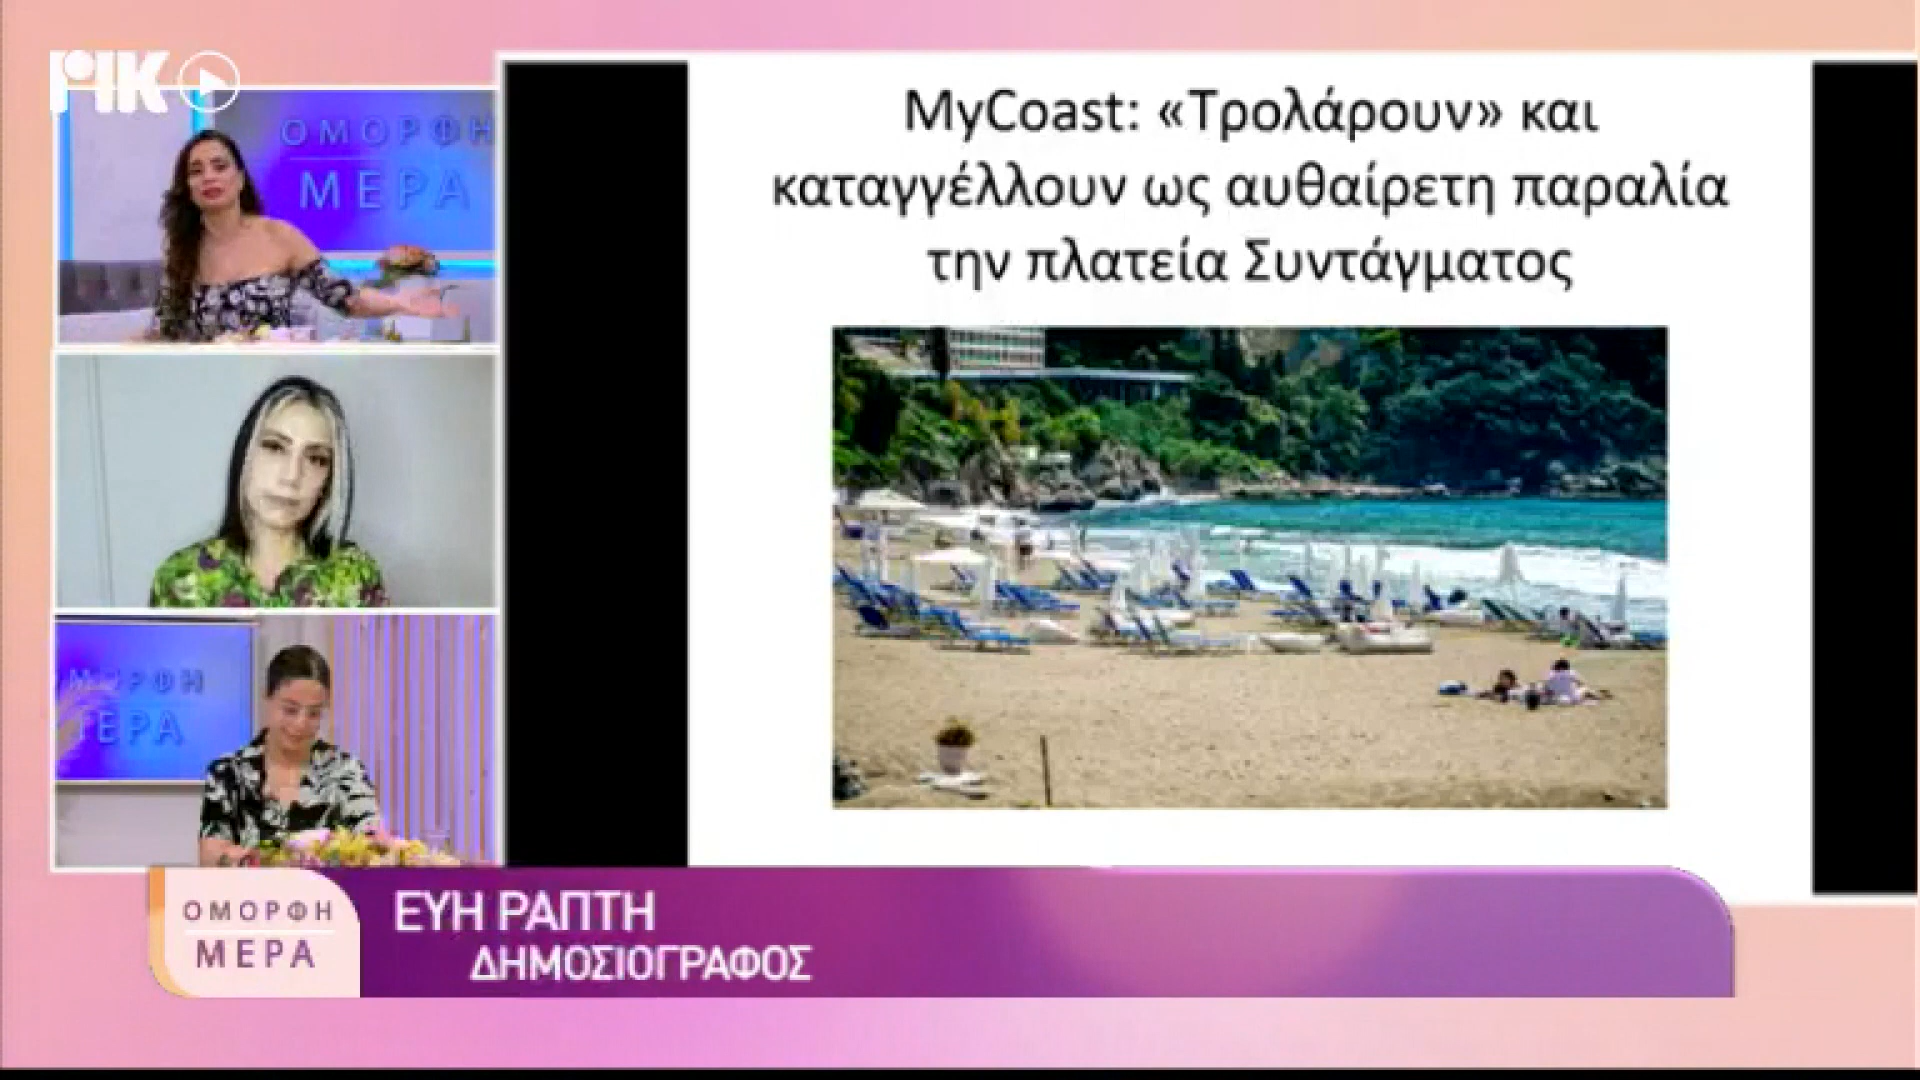 ΡΙΚ
ΟΜΟΡΦΗ
ΜΕΡΑ
MyCoast: «Τρολάρουν» και
καταγγέλλουν ως αυθαίρετη παραλία
την πλατεία Συντάγματος
ΜΟΡΦΗ
ΜΕΡΑ
ΟΜΟΡΦΗ
ΜΕΡΑ
ΕΥΗ ΡΑΠΤΗ
ΔΗΜΟΣΙΟΓΡΑΦΟΣ